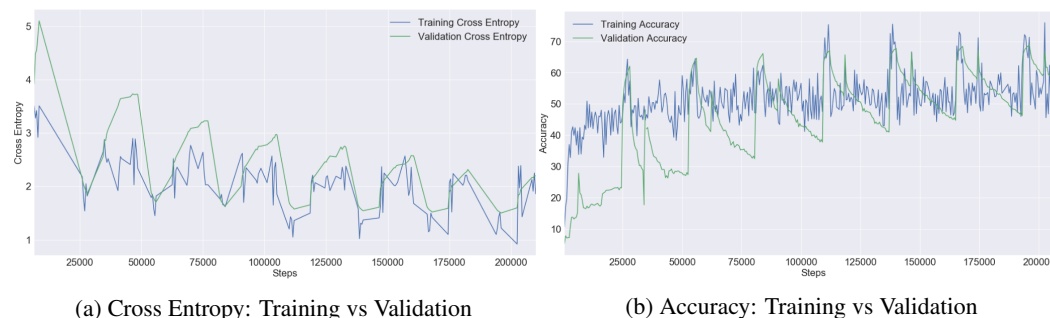 5
4
3
2
1
Cross Entropy
Training Cross Entropy
Validation Cross Entropy
25000 50000 75000 100000 125000 150000 175000 200000
Steps
(a) Cross Entropy: Training vs Validation
70
60
50
40
30
20
10
Accuracy
Training Accuracy
Validation Accuracy
25000 50000 75000 100000 125000 150000 175000 20000
Steps
(b) Accuracy: Training vs Validation